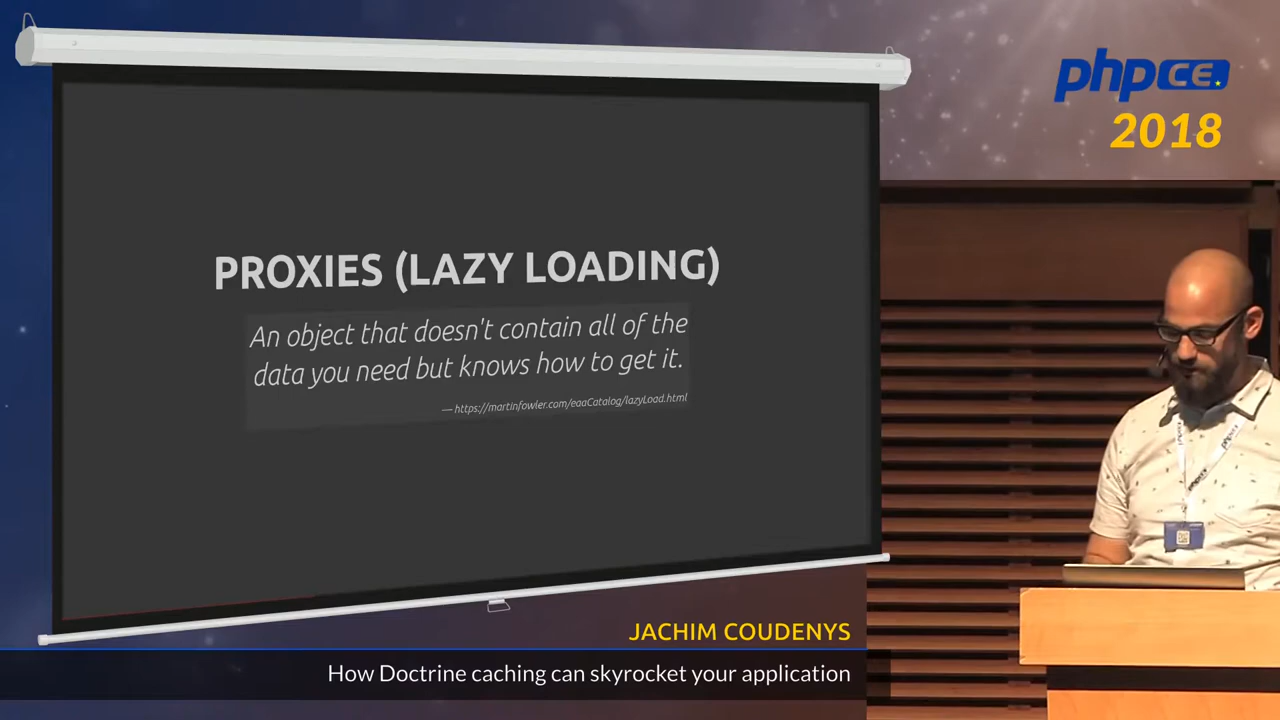 phpCE
2018
PROXIES (LAZY LOADING)
An object that doesn't contain all of the
data you need but knows how to get it.
— https://martinfowler.com/eaaCatalog/lazyLoad.html
JACHIM COUDENYS
How Doctrine caching can skyrocket your application